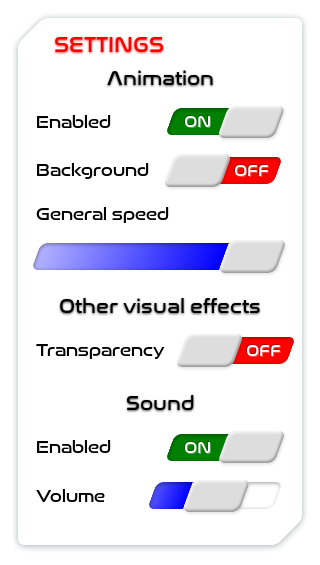 SETTINGS
Animation
Enabled ON
Background OFF
General speed
Other visual effects
Transparency OFF
Sound
Enabled ON
Volume